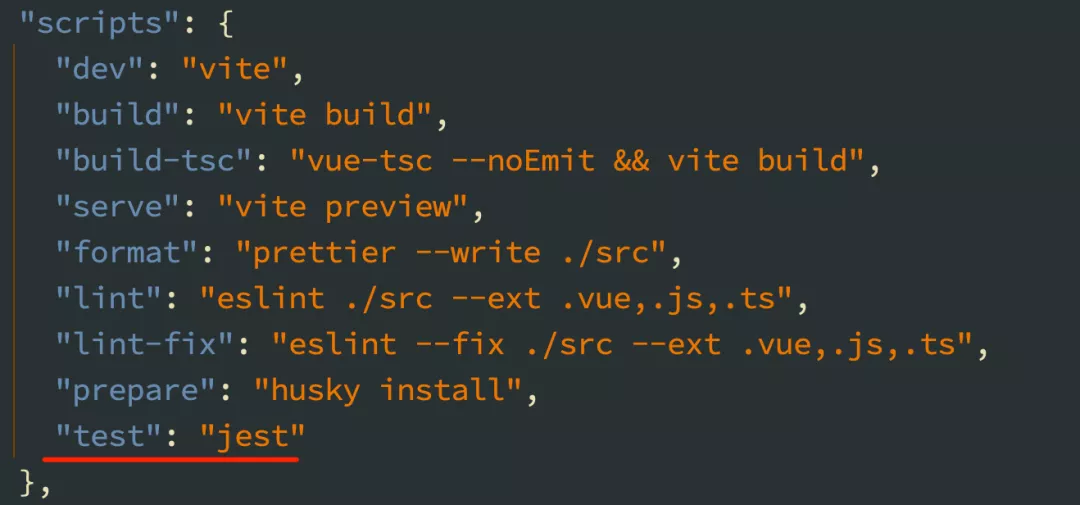 "scripts": {
"dev": "vite",
"build": "vite build",
"build-tsc": "vue-tsc --noEmit && vite build",
"serve": "vite preview",
"format": "prettier --write ./src",
"lint": "eslint ./src --ext .vue,.js,.ts",
"lint-fix": "eslint --fix ./src --ext .vue,.js,.ts",
"prepare": "husky install",
"test": "jest"
},